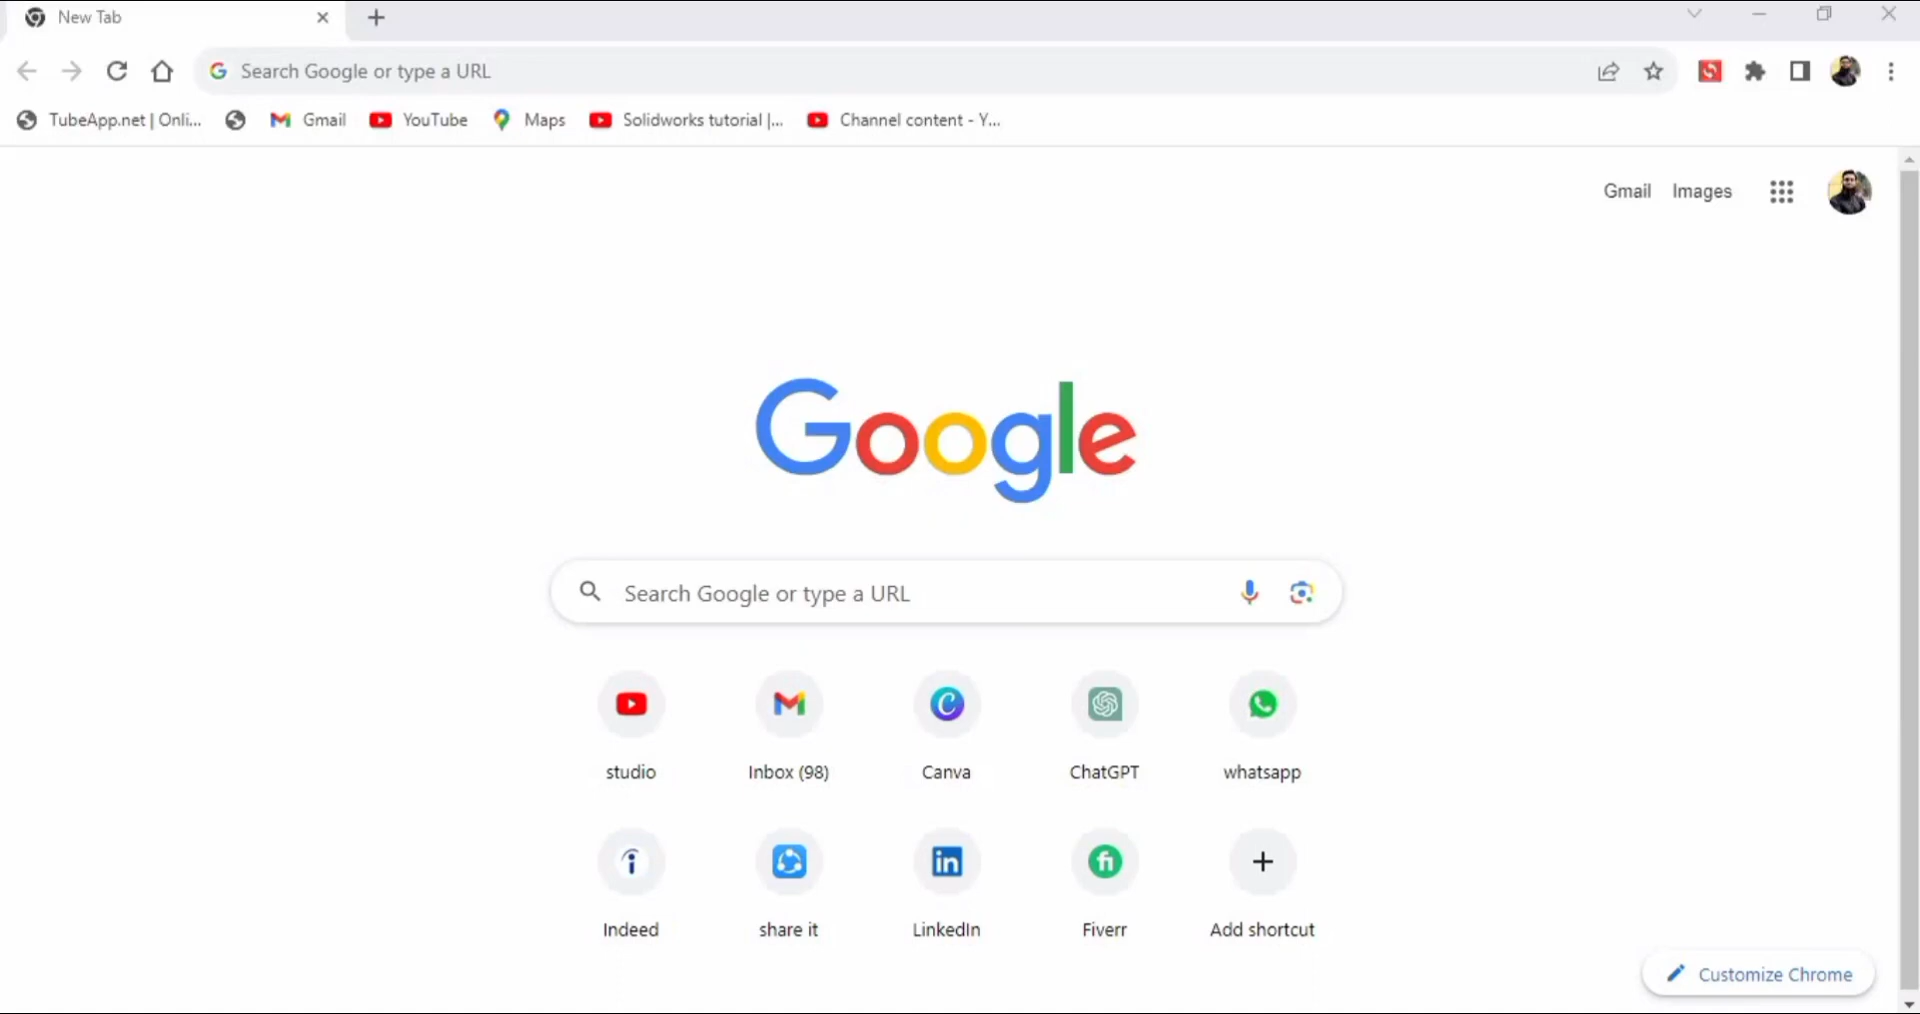 New Tab
Search Google or type a URL
TubeApp.net | Onli... Gmail YouTube Maps Solidworks tutorial |... Channel content - Y...
Gmail Images
Google
Search Google or type a URL
studio Inbox (98) Canva ChatGPT whatsapp
Indeed share it LinkedIn Fiverr Add shortcut
Customize Chrome